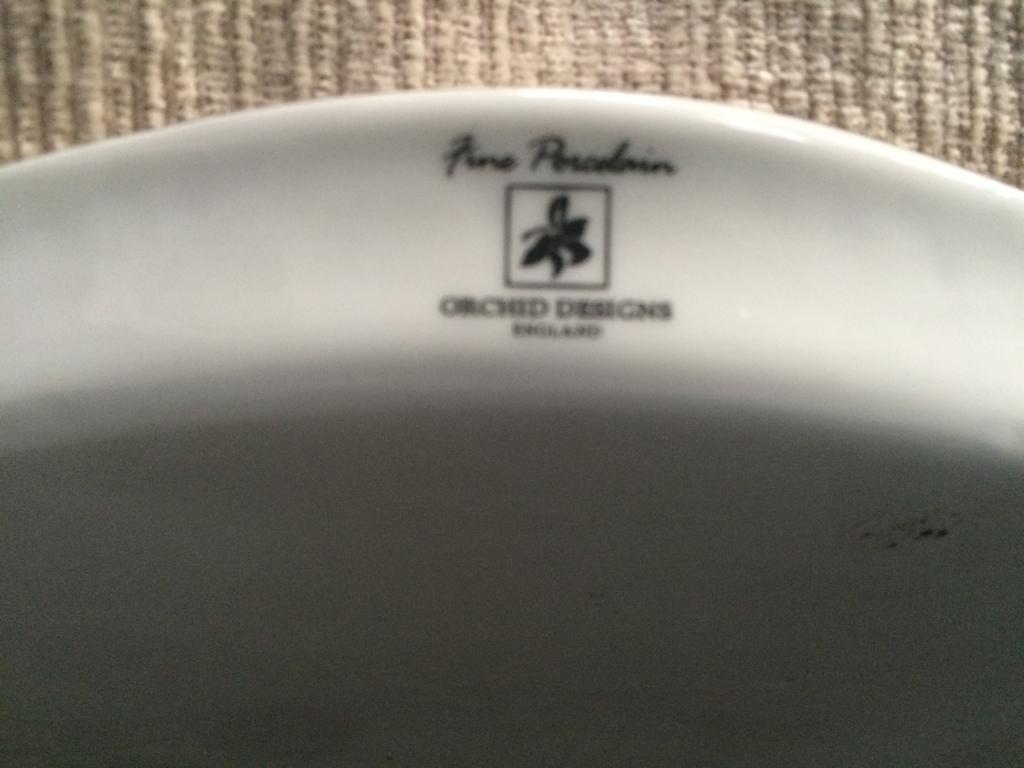 Fine Porcelain
ORCHID DESIGNS
ENGLAND